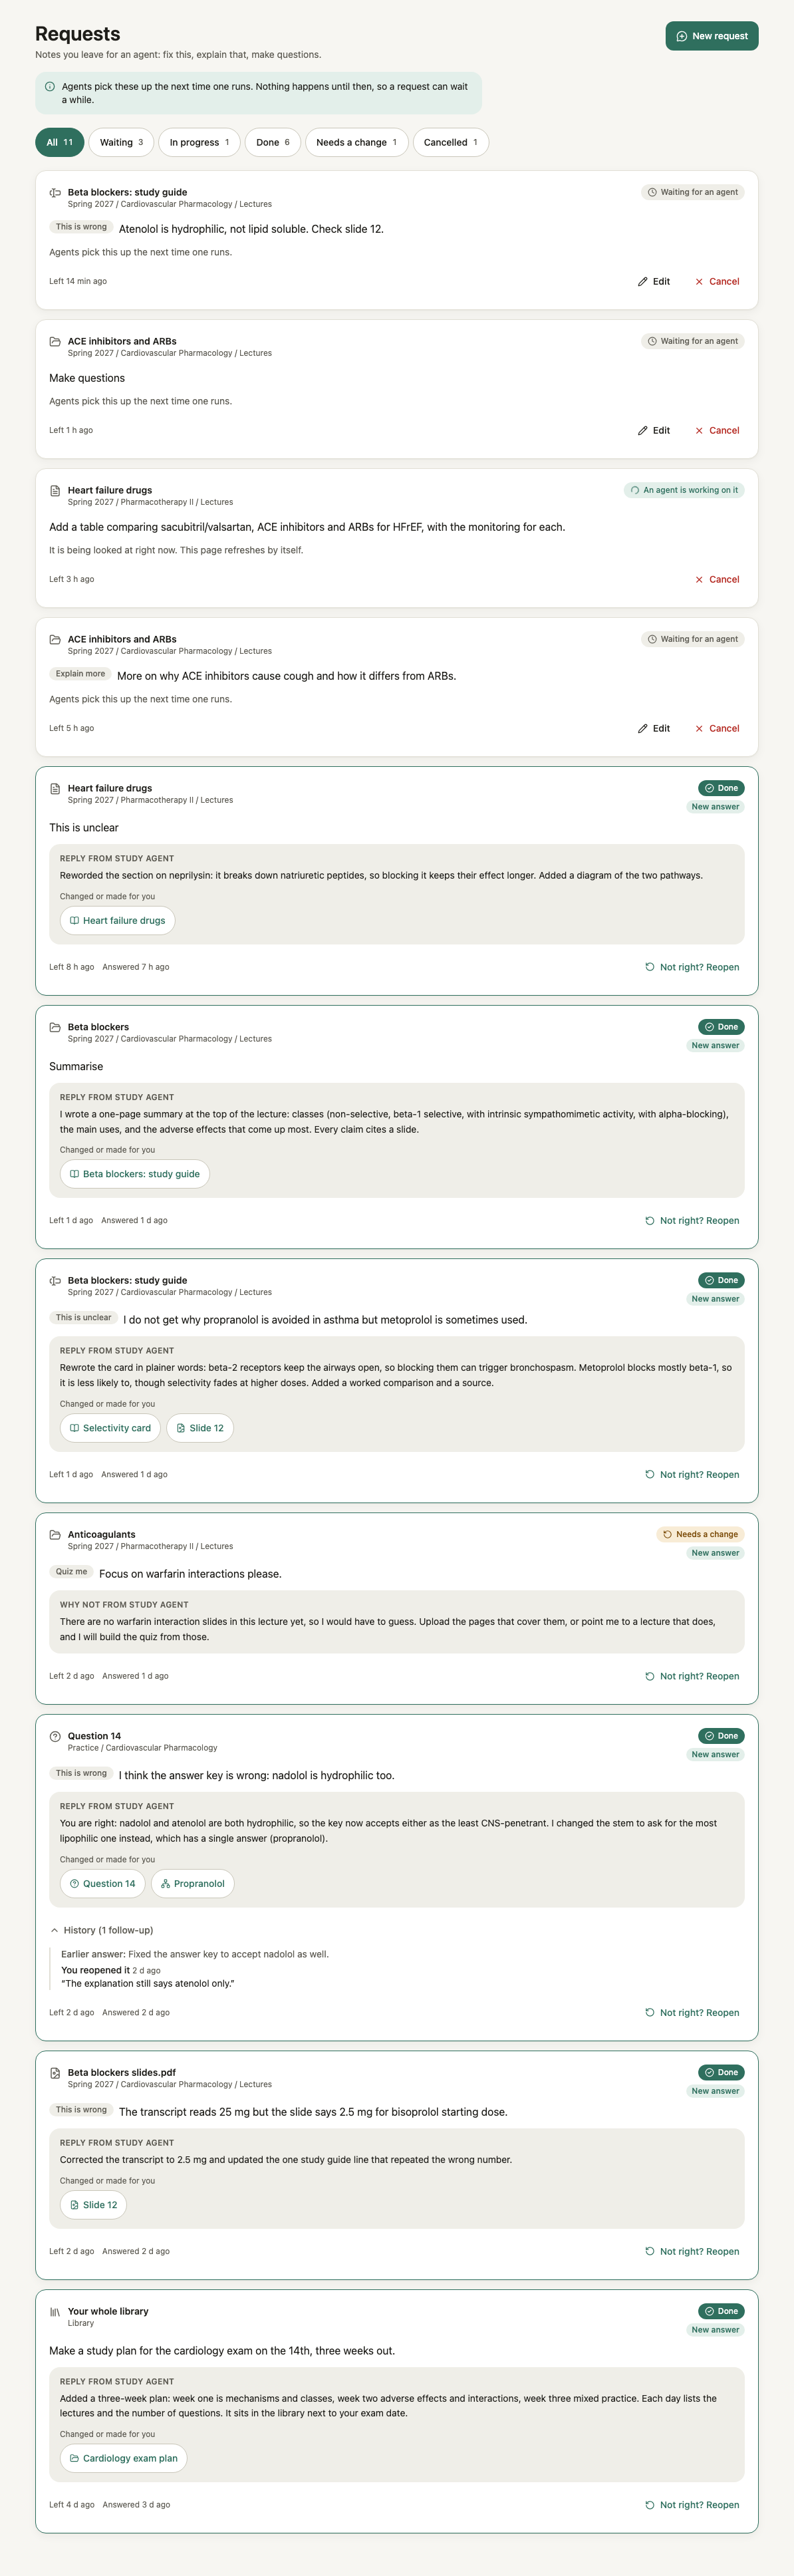 Requests
New request
Notes you leave for an agent: fix this, explain that, make questions.
Agents pick these up the next time one runs. Nothing happens until then, so a request can wait
a while.
All 11
Waiting 3
In progress 1
Done 6
Needs a change 1
Cancelled 1
Beta blockers: study guide
Waiting for an agent
Spring 2027 / Cardiovascular Pharmacology / Lectures
This is wrong Atenolol is hydrophilic, not lipid soluble. Check slide 12.
Agents pick this up the next time one runs.
Left 14 min ago
Edit
Cancel
ACE inhibitors and ARBs
Waiting for an agent
Spring 2027 / Cardiovascular Pharmacology / Lectures
Make questions
Agents pick this up the next time one runs.
Left 1 h ago
Edit
Cancel
Heart failure drugs
An agent is working on it
Spring 2027 / Pharmacotherapy II / Lectures
Add a table comparing sacubitril/valsartan, ACE inhibitors and ARBs for HFrEF, with the monitoring for each.
It is being looked at right now. This page refreshes by itself.
Left 3 h ago
Cancel
ACE inhibitors and ARBs
Waiting for an agent
Spring 2027 / Cardiovascular Pharmacology / Lectures
Explain more More on why ACE inhibitors cause cough and how it differs from ARBs.
Agents pick this up the next time one runs.
Left 5 h ago
Edit
Cancel
Heart failure drugs
Done
Spring 2027 / Pharmacotherapy II / Lectures
New answer
This is unclear
REPLY FROM STUDY AGENT
Reworded the section on neprilysin: it breaks down natriuretic peptides, so blocking it keeps their effect longer. Added a diagram of the two pathways.
Changed or made for you
Heart failure drugs
Left 8 h ago Answered 7 h ago
Not right? Reopen
Beta blockers
Done
Spring 2027 / Cardiovascular Pharmacology / Lectures
New answer
Summarise
REPLY FROM STUDY AGENT
I wrote a one-page summary at the top of the lecture: classes (non-selective, beta-1 selective, with intrinsic sympathomimetic activity, with alpha-blocking),
the main uses, and the adverse effects that come up most. Every claim cites a slide.
Changed or made for you
Beta blockers: study guide
Left 1 d ago Answered 1 d ago
Not right? Reopen
Beta blockers: study guide
Done
Spring 2027 / Cardiovascular Pharmacology / Lectures
New answer
This is unclear I do not get why propranolol is avoided in asthma but metoprolol is sometimes used.
REPLY FROM STUDY AGENT
Rewrote the card in plainer words: beta-2 receptors keep the airways open, so blocking them can trigger bronchospasm. Metoprolol blocks mostly beta-1, so
it is less likely to, though selectivity fades at higher doses. Added a worked comparison and a source.
Changed or made for you
Selectivity card
Slide 12
Left 1 d ago Answered 1 d ago
Not right? Reopen
Anticoagulants
Needs a change
Spring 2027 / Pharmacotherapy II / Lectures
New answer
Quiz me Focus on warfarin interactions please.
WHY NOT FROM STUDY AGENT
There are no warfarin interaction slides in this lecture yet, so I would have to guess. Upload the pages that cover them, or point me to a lecture that does,
and I will build the quiz from those.
Left 2 d ago Answered 1 d ago
Not right? Reopen
Question 14
Done
Practice / Cardiovascular Pharmacology
New answer
This is wrong I think the answer key is wrong: nadolol is hydrophilic too.
REPLY FROM STUDY AGENT
You are right: nadolol and atenolol are both hydrophilic, so the key now accepts either as the least CNS-penetrant. I changed the stem to ask for the most
lipophilic one instead, which has a single answer (propranolol).
Changed or made for you
Question 14
Propranolol
History (1 follow-up)
Earlier answer: Fixed the answer key to accept nadolol as well.
You reopened it 2 d ago
“The explanation still says atenolol only.”
Left 2 d ago Answered 2 d ago
Not right? Reopen
Beta blockers slides.pdf
Done
Spring 2027 / Cardiovascular Pharmacology / Lectures
New answer
This is wrong The transcript reads 25 mg but the slide says 2.5 mg for bisoprolol starting dose.
REPLY FROM STUDY AGENT
Corrected the transcript to 2.5 mg and updated the one study guide line that repeated the wrong number.
Changed or made for you
Slide 12
Left 2 d ago Answered 2 d ago
Not right? Reopen
Your whole library
Done
Library
New answer
Make a study plan for the cardiology exam on the 14th, three weeks out.
REPLY FROM STUDY AGENT
Added a three-week plan: week one is mechanisms and classes, week two adverse effects and interactions, week three mixed practice. Each day lists the
lectures and the number of questions. It sits in the library next to your exam date.
Changed or made for you
Cardiology exam plan
Left 4 d ago Answered 3 d ago
Not right? Reopen